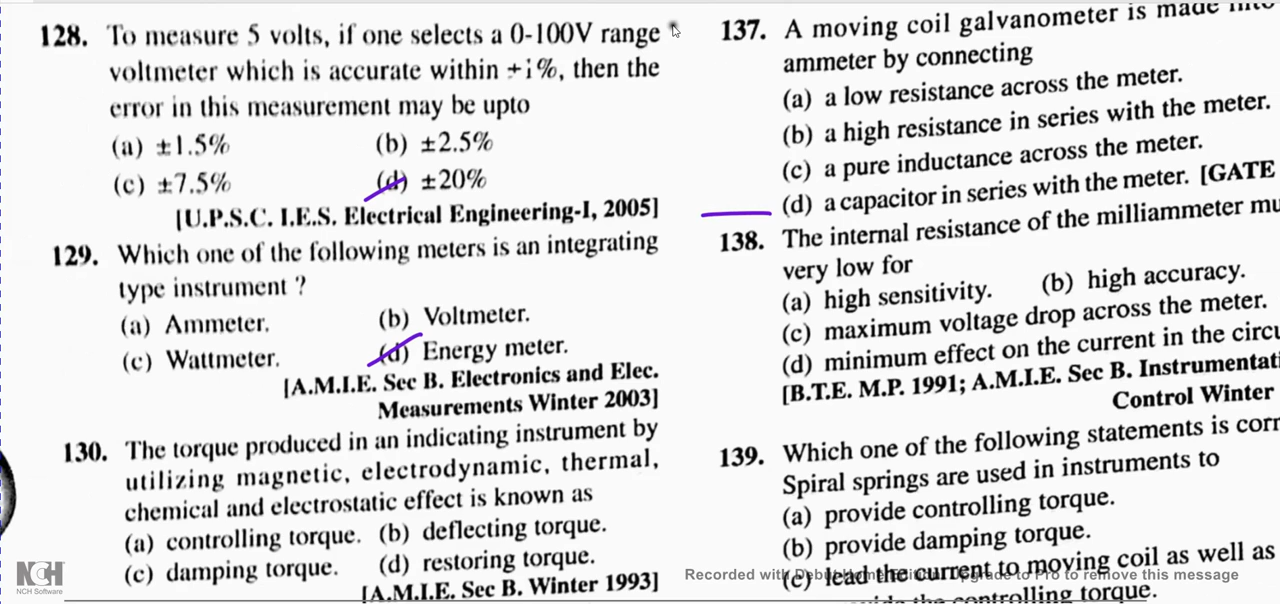 128. To measure 5 volts, if one selects a 0-100V range
voltmeter which is accurate within ±1%, then the
error in this measurement may be upto
(a) ±1.5% (b) ±2.5%
(c) ±7.5% (d) ±20%
[U.P.S.C. I.E.S. Electrical Engineering-I, 2005]
129. Which one of the following meters is an integrating
type instrument ?
(a) Ammeter. (b) Voltmeter.
(c) Wattmeter. (d) Energy meter.
[A.M.I.E. Sec B. Electronics and Elec.
Measurements Winter 2003]
130. The torque produced in an indicating instrument by
utilizing magnetic, electrodynamic, thermal,
chemical and electrostatic effect is known as
(a) controlling torque. (b) deflecting torque.
(c) damping torque. (d) restoring torque.
[A.M.I.E. Sec B. Winter 1993]
137. A moving coil galvanometer is made into
ammeter by connecting
(a) a low resistance across the meter.
(b) a high resistance in series with the meter.
(c) a pure inductance across the meter.
(d) a capacitor in series with the meter. [GATE
138. The internal resistance of the milliammeter mu
very low for
(a) high sensitivity. (b) high accuracy.
(c) maximum voltage drop across the meter.
(d) minimum effect on the current in the circu
[B.T.E. M.P. 1991; A.M.I.E. Sec B. Instrumentati
Control Winter
139. Which one of the following statements is corr
Spiral springs are used in instruments to
(a) provide controlling torque.
(b) provide damping torque.
(c) lead the current to moving coil as well as
controlling torque.
NCH
NCH Software
Recorded with Debut Home Edition. Upgrade to Pro to remove this message